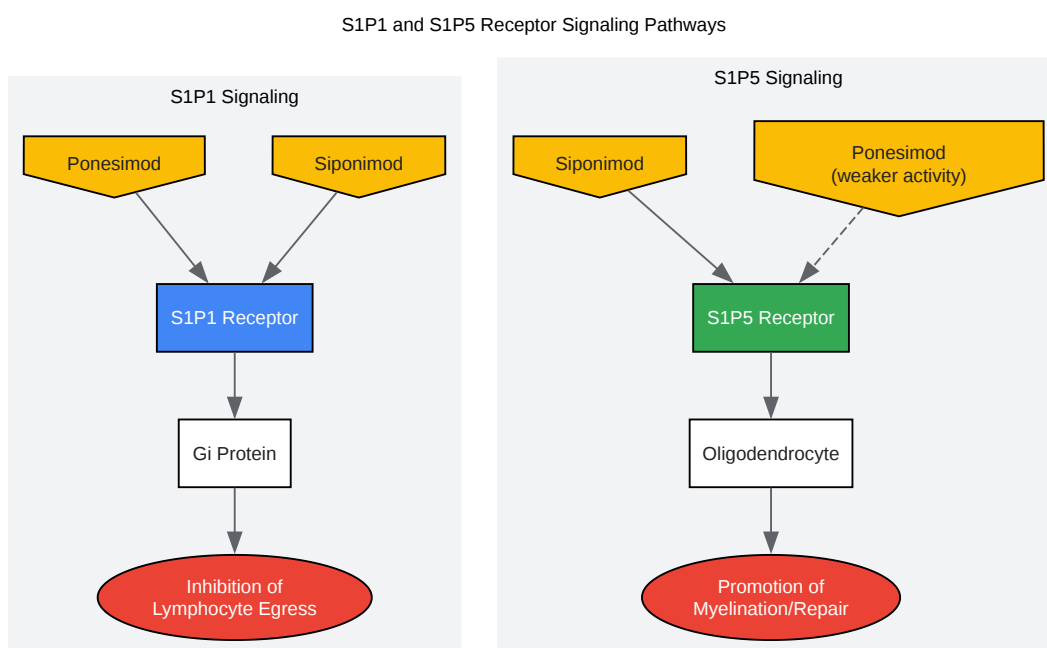 S1P1 and S1P5 Receptor Signaling Pathways
S1P1 Signaling
Ponesimod
Siponimod
S1P1 Receptor
Gi Protein
Inhibition of
Lymphocyte Egress
S1P5 Signaling
Siponimod
Ponesimod
(weaker activity)
S1P5 Receptor
Oligodendrocyte
Promotion of
Myelination/Repair